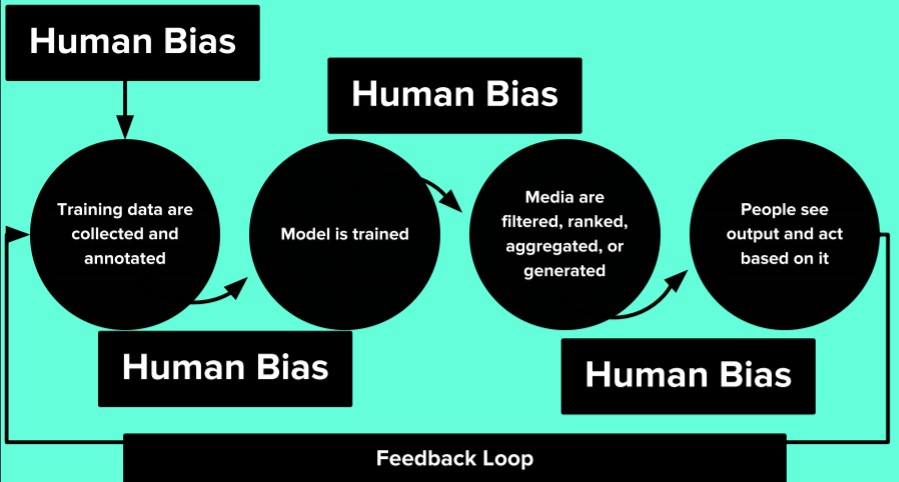 Human Bias
Human Bias
Training data are
collected and
annotated
Model is trained
Media are
filtered, ranked,
aggregated, or
generated
People see
output and act
based on it
Human Bias
Human Bias
Feedback Loop